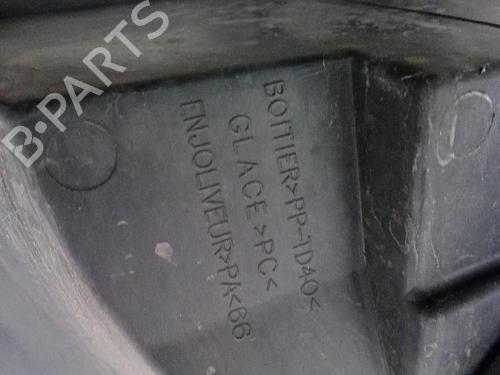 B-PARTS
BOITIER>PP-TD40<
GLACE >PC<
ENJOLIVEUR>PA<66